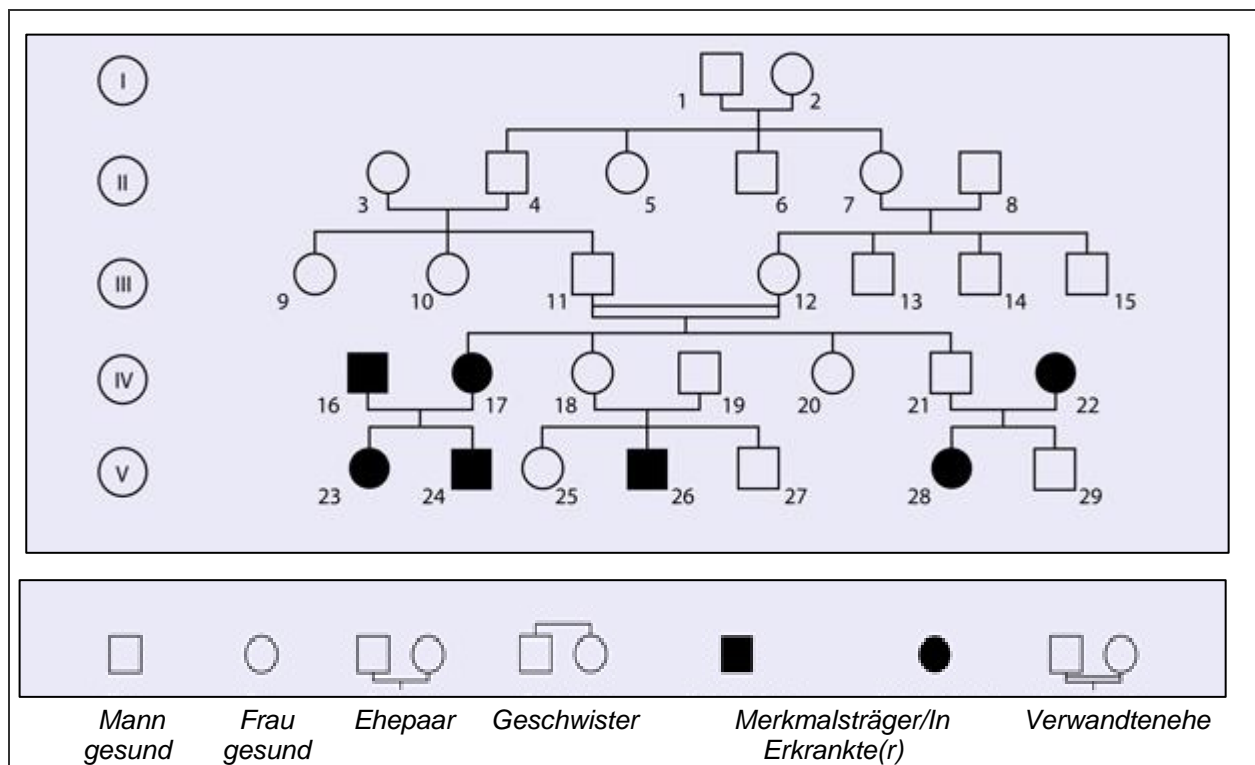 I
1 2
II
3 4 5 6 7 8
III
9 10 11 12 13 14 15
IV
16 17 18 19 20 21 22
V
23 24 25 26 27 28 29
Mann Frau Ehepaar Geschwister Merkmalsträger/In Verwandtenehe
gesund gesund Erkrankte(r)